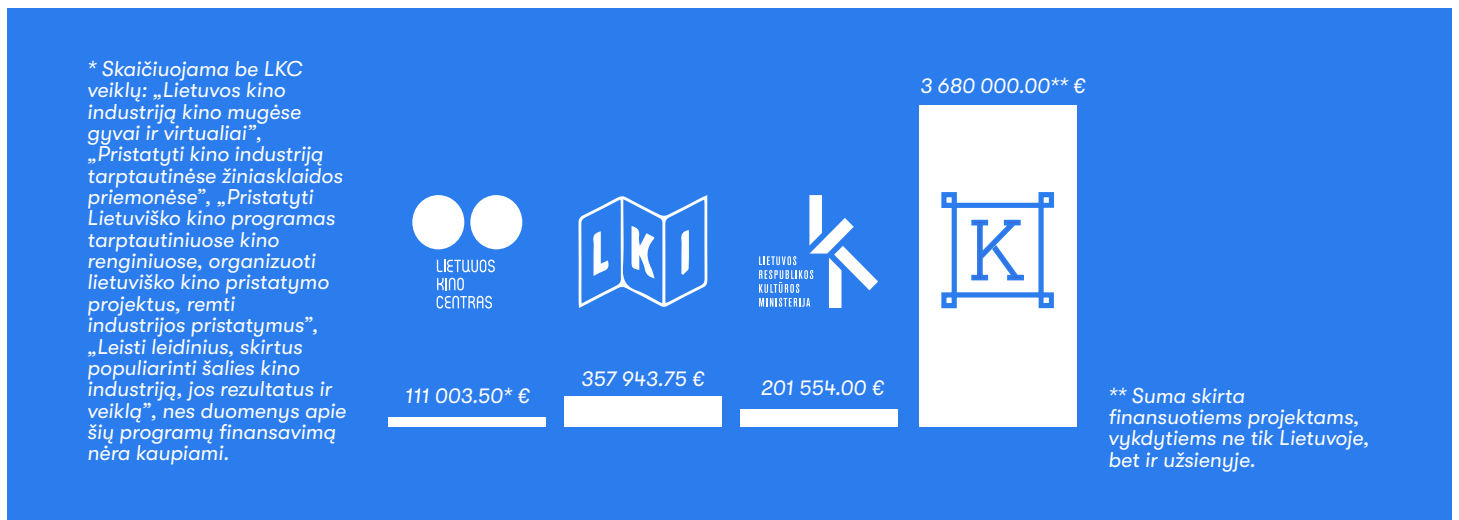 * Skaičiuojama be LKC
veiklų: „Lietuvos kino
industriją kino mugėse
gyvai ir virtualiai”,
„Pristatyti kino industriją
tarptautinėse žiniasklaidos
priemonėse”, „Pristatyti
Lietuviško kino programas
tarptautiniuose kino
renginiuose, organizuoti
lietuviško kino pristatymo
projektus, remti
industrijos pristatymus”,
„Leisti leidinius, skirtus
populiarinti šalies kino
industriją, jos rezultatus ir
veiklą”, nes duomenys apie
šių programų finansavimą
nėra kaupiami.
LIETUVOS
KINO
CENTRAS
111 003.50* €
LKI
357 943.75 €
LIETUVOS
RESPUBLIKOS
KULTŪROS
MINISTERIJA
K
201 554.00 €
3 680 000.00** €
K
** Suma skirta
finansuotiems projektams,
vykdytiems ne tik Lietuvoje,
bet ir užsienyje.